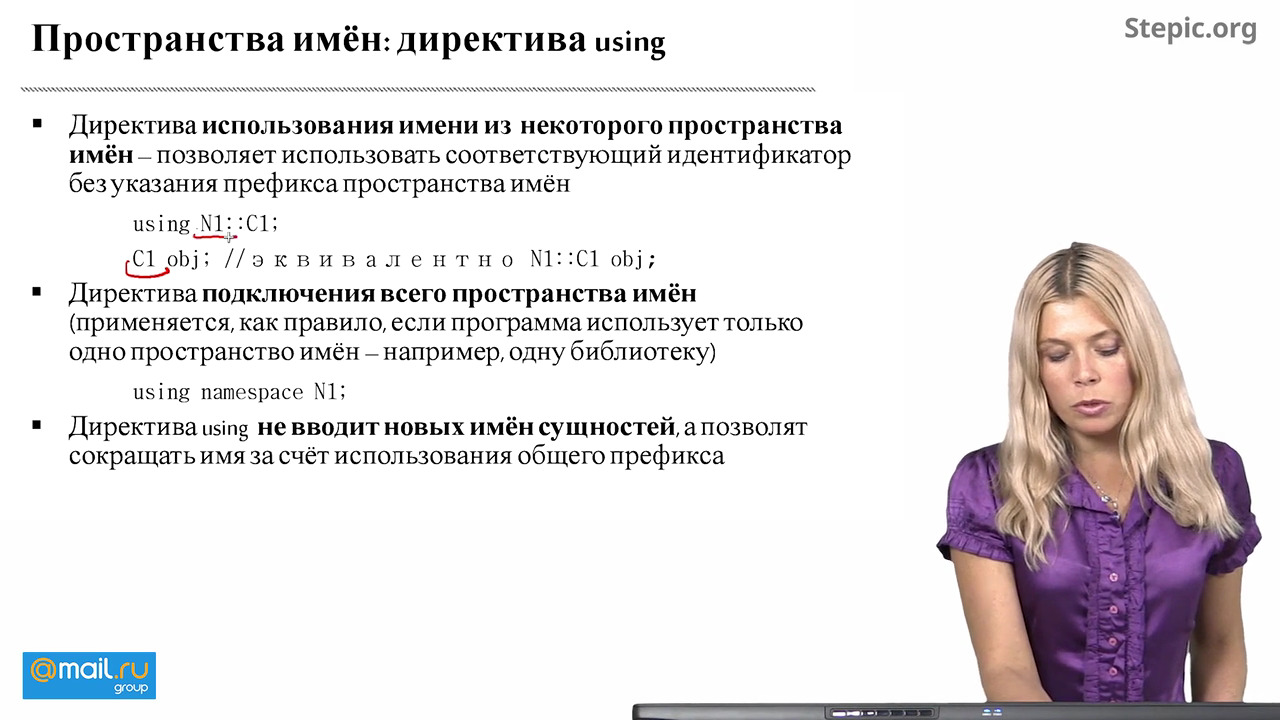 Пространства имён: директива using
Stepic.org
▪ Директива использования имени из некоторого пространства
имён – позволяет использовать соответствующий идентификатор
без указания префикса пространства имён
using N1::C1;
C1 obj; //эквивалентно N1::C1 obj;
▪ Директива подключения всего пространства имён
(применяется, как правило, если программа использует только
одно пространство имён – например, одну библиотеку)
using namespace N1;
▪ Директива using не вводит новых имён сущностей, а позволят
сокращать имя за счёт использования общего префикса
@mail.ru
group